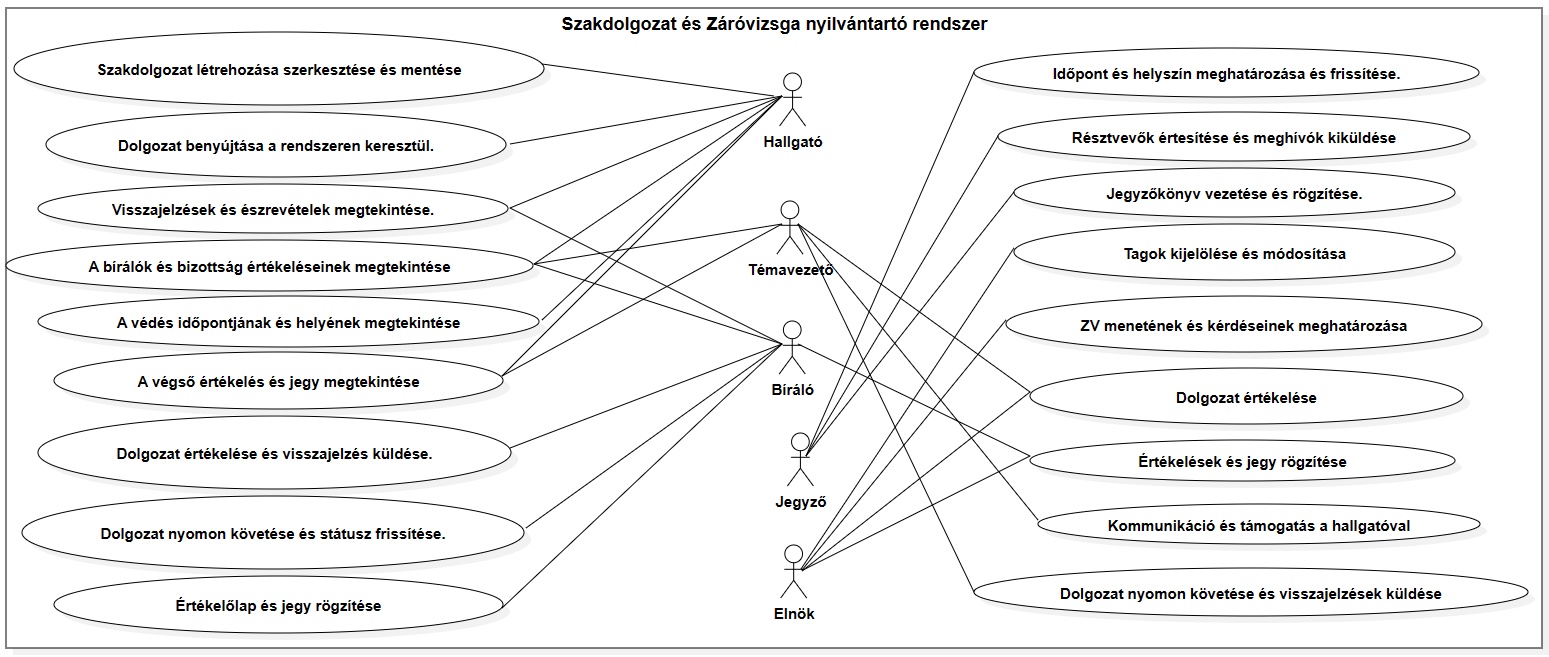 Szakdolgozat és Záróvizsga nyilvántartó rendszer
Szakdolgozat létrehozása szerkesztése és mentése
Dolgozat benyújtása a rendszeren keresztül.
Visszajelzések és észrevételek megtekintése.
A bírálók és bizottság értékeléseinek megtekintése
A védés időpontjának és helyének megtekintése
A végső értékelés és jegy megtekintése
Dolgozat értékelése és visszajelzés küldése.
Dolgozat nyomon követése és státusz frissítése.
Értékelőlap és jegy rögzítése
Hallgató
Témavezető
Bíráló
Jegyző
Elnök
Időpont és helyszín meghatározása és frissítése.
Résztvevők értesítése és meghívók kiküldése
Jegyzőkönyv vezetése és rögzítése.
Tagok kijelölése és módosítása
ZV menetének és kérdéseinek meghatározása
Dolgozat értékelése
Értékelések és jegy rögzítése
Kommunikáció és támogatás a hallgatóval
Dolgozat nyomon követése és visszajelzések küldése